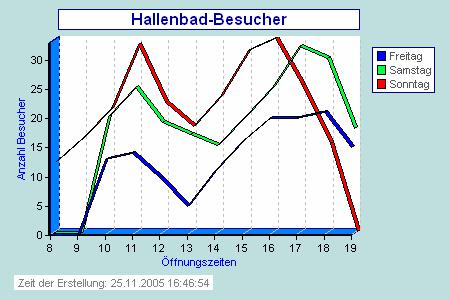 Hallenbad-Besucher
Anzahl Besucher
30
25
20
15
10
5
0
8 9 10 11 12 13 14 15 16 17 18 19
Öffnungszeiten
Freitag
Samstag
Sonntag
Zeit der Erstellung: 25.11.2005 16:46:54